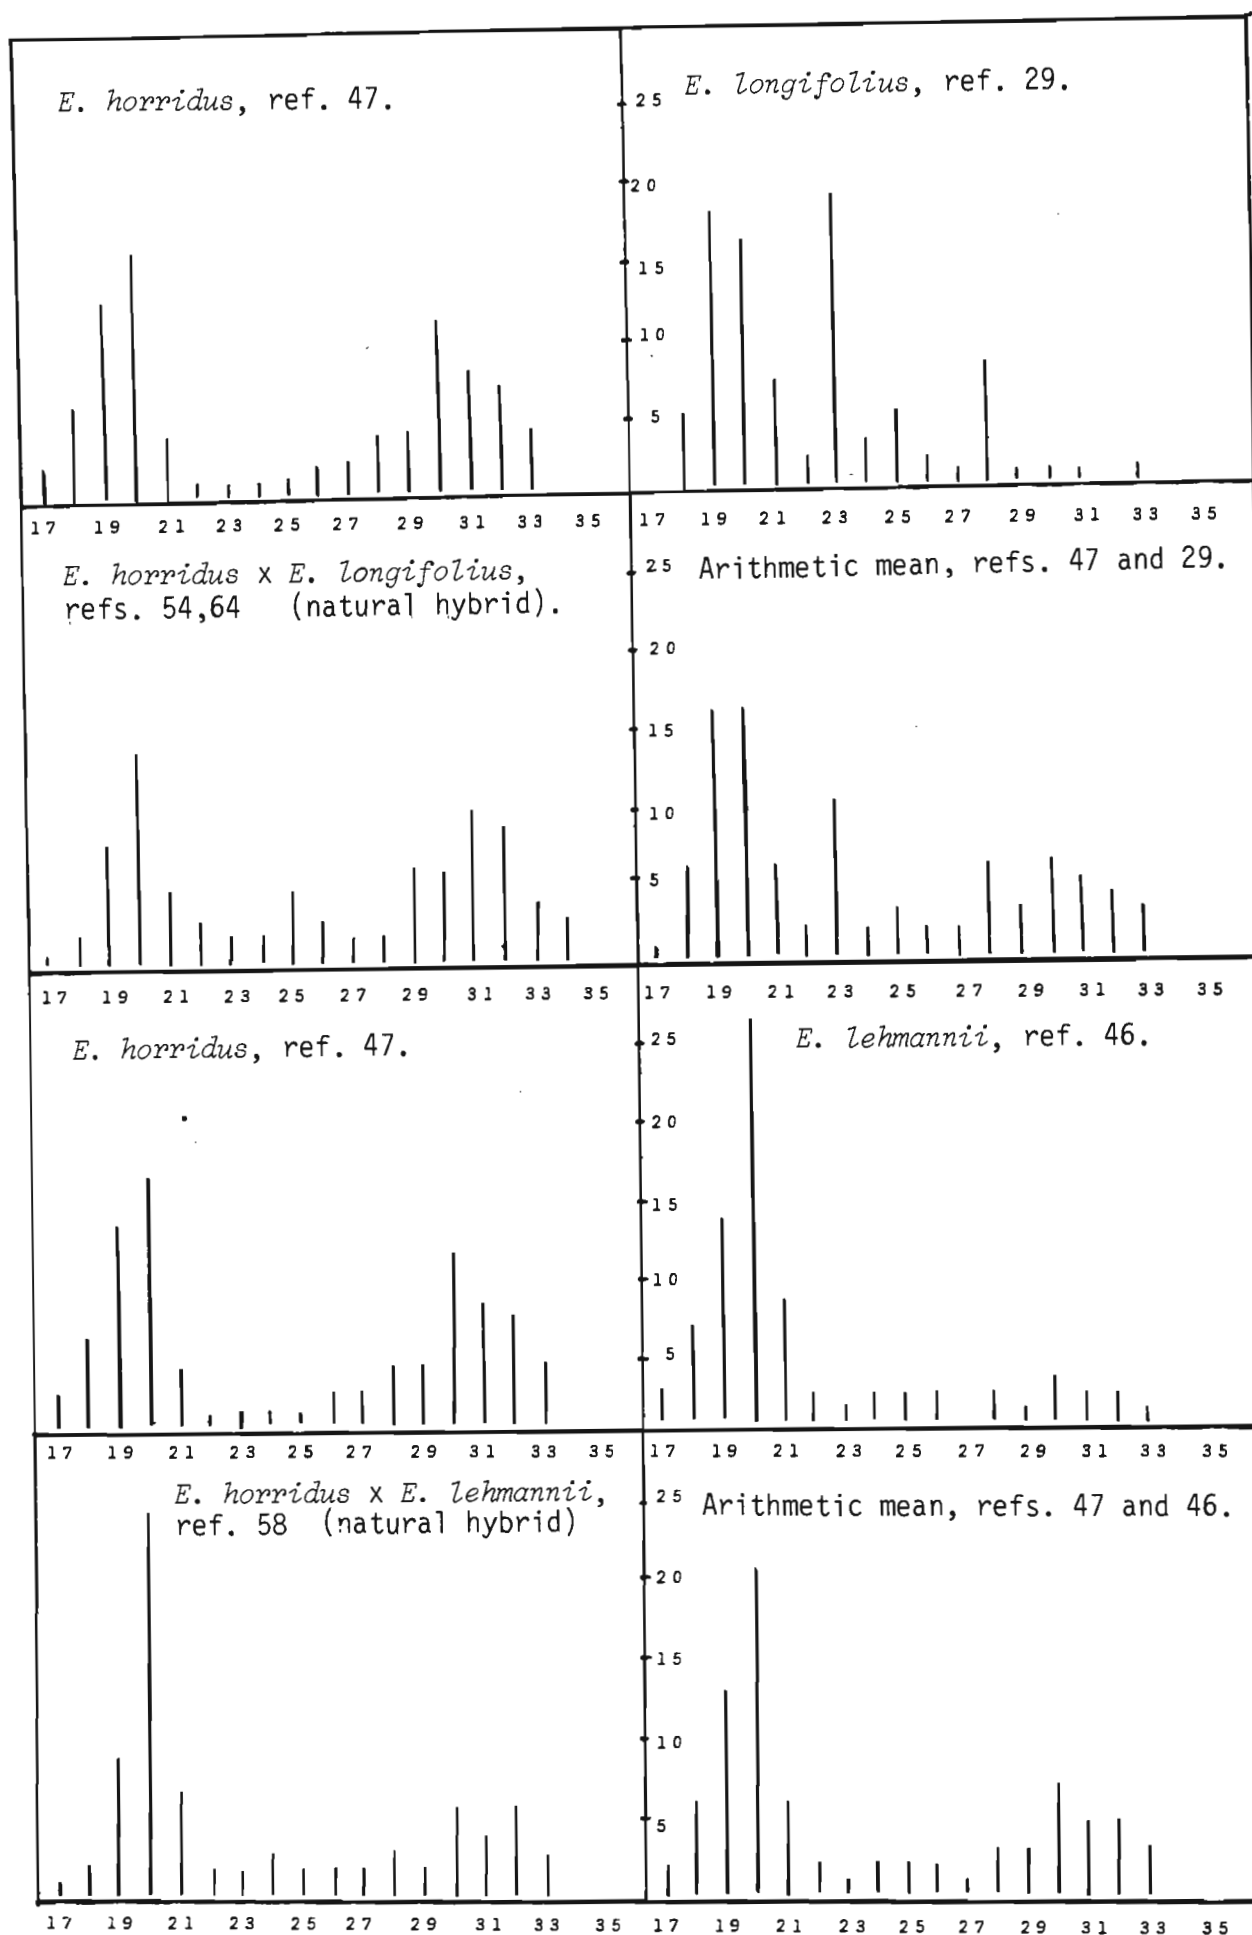 E. horridus, ref. 47.
E. longifolius, ref. 29.
25
20
15
10
5
17 19 21 23 25 27 29 31 33 35
17 19 21 23 25 27 29 31 33 35
E. horridus x E. longifolius,
refs. 54,64 (natural hybrid).
Arithmetic mean, refs. 47 and 29.
25
20
15
10
5
17 19 21 23 25 27 29 31 33 35
17 19 21 23 25 27 29 31 33 35
E. horridus, ref. 47.
E. lehmannii, ref. 46.
25
20
15
10
5
17 19 21 23 25 27 29 31 33 35
17 19 21 23 25 27 29 31 33 35
E. horridus x E. lehmannii,
ref. 58 (natural hybrid)
Arithmetic mean, refs. 47 and 46.
25
20
15
10
5
17 19 21 23 25 27 29 31 33 35
17 19 21 23 25 27 29 31 33 35